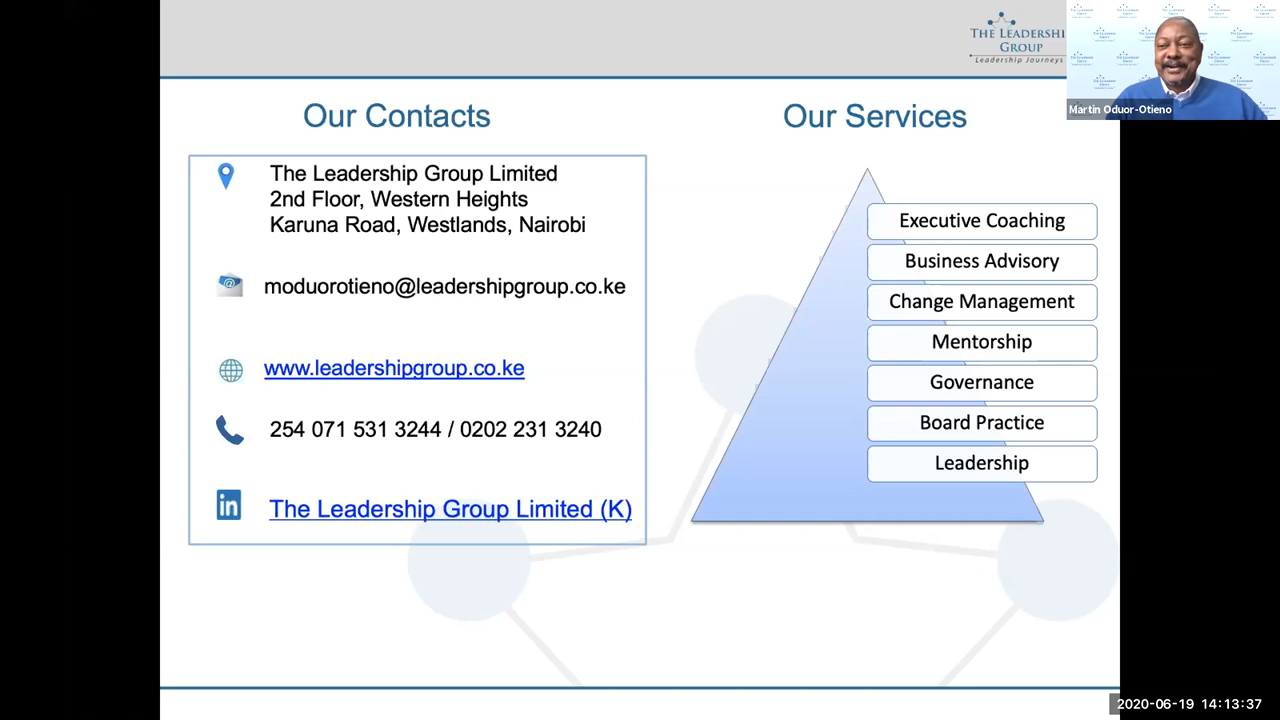 THE LEADERSHI
GROUP
Leadership Journeys
Martin Oduor-Otieno
Our Contacts
The Leadership Group Limited
2nd Floor, Western Heights
Karuna Road, Westlands, Nairobi
moduorotieno@leadershipgroup.co.ke
www.leadershipgroup.co.ke
254 071 531 3244 / 0202 231 3240
The Leadership Group Limited (K)
Our Services
Executive Coaching
Business Advisory
Change Management
Mentorship
Governance
Board Practice
Leadership
2020-06-19 14:13:37